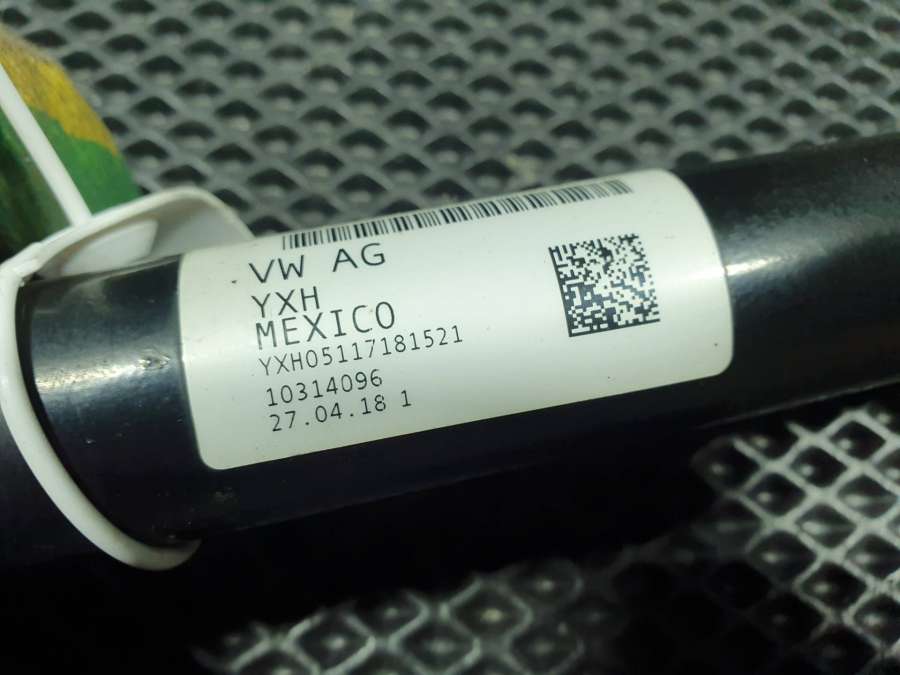 VW AG
YXH
MEXICO
YXH05117181521
10314096
27.04.18 1